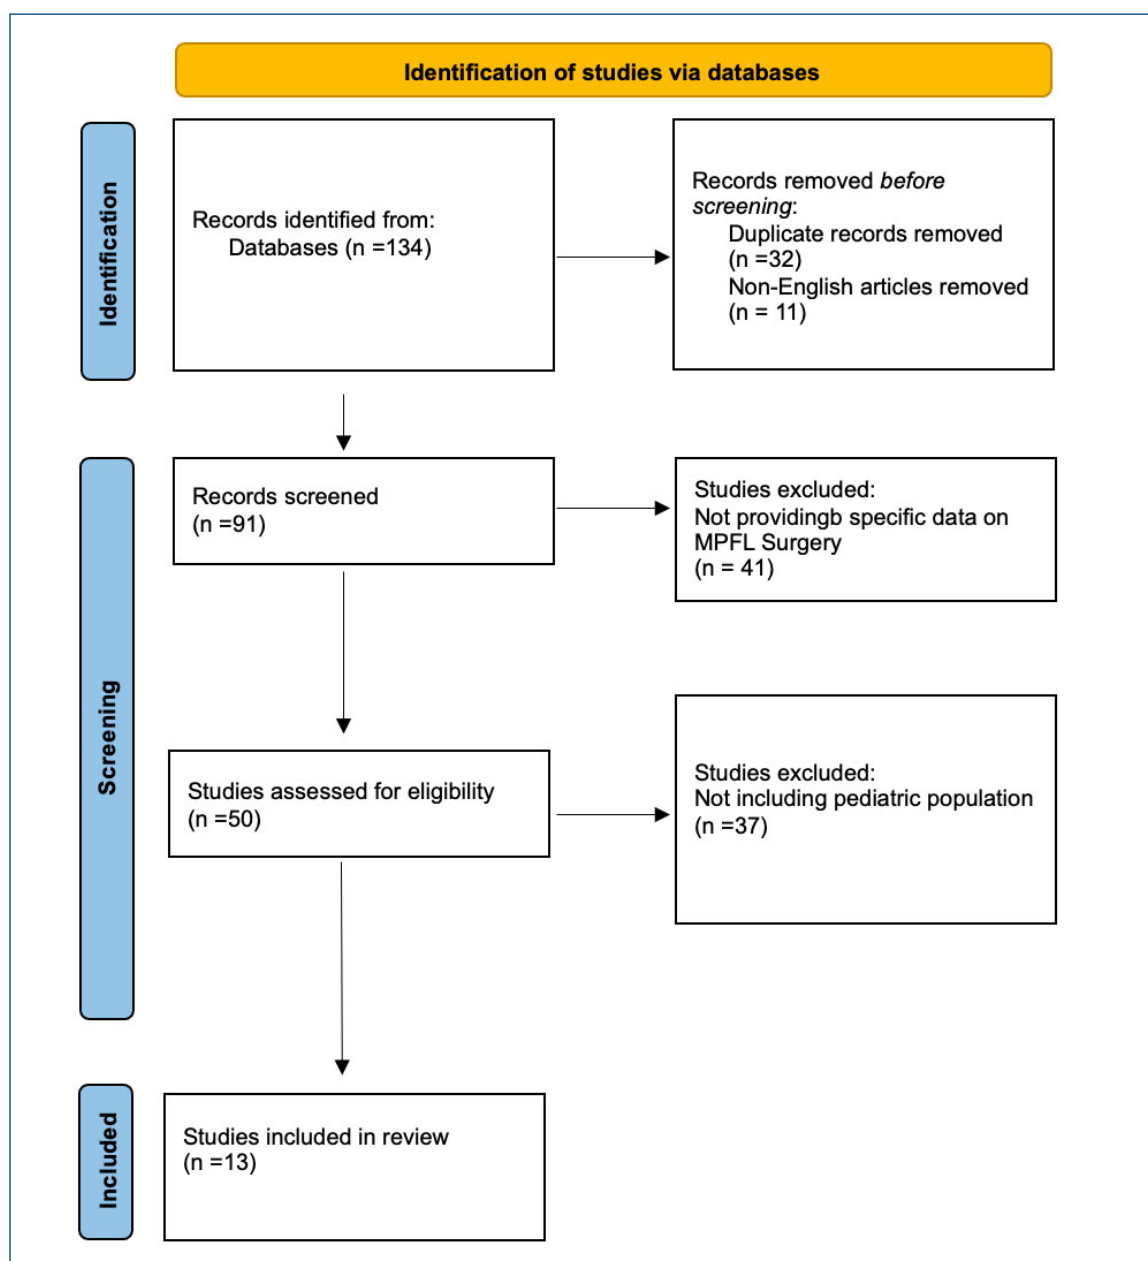 Identification of studies via databases
Identification
Records identified from:
Databases (n =134)
Records removed before
screening:
Duplicate records removed
(n =32)
Non-English articles removed
(n = 11)
Screening
Records screened
(n =91)
Studies excluded:
Not providingb specific data on
MPFL Surgery
(n = 41)
Studies assessed for eligibility
(n =50)
Studies excluded:
Not including pediatric population
(n =37)
Included
Studies included in review
(n =13)